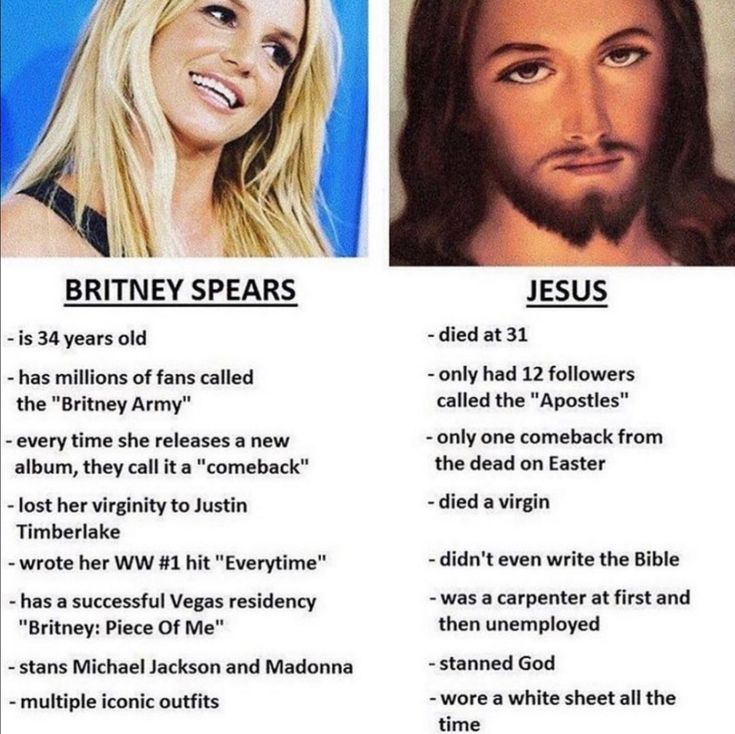 BRITNEY SPEARS
- is 34 years old
- has millions of fans called
the "Britney Army"
- every time she releases a new
album, they call it a "comeback"
- lost her virginity to Justin
Timberlake
- wrote her WW #1 hit "Everytime"
- has a successful Vegas residency
"Britney: Piece Of Me"
- stans Michael Jackson and Madonna
- multiple iconic outfits
JESUS
- died at 31
- only had 12 followers
called the "Apostles"
- only one comeback from
the dead on Easter
- died a virgin
- didn't even write the Bible
- was a carpenter at first and
then unemployed
- stanned God
- wore a white sheet all the
time